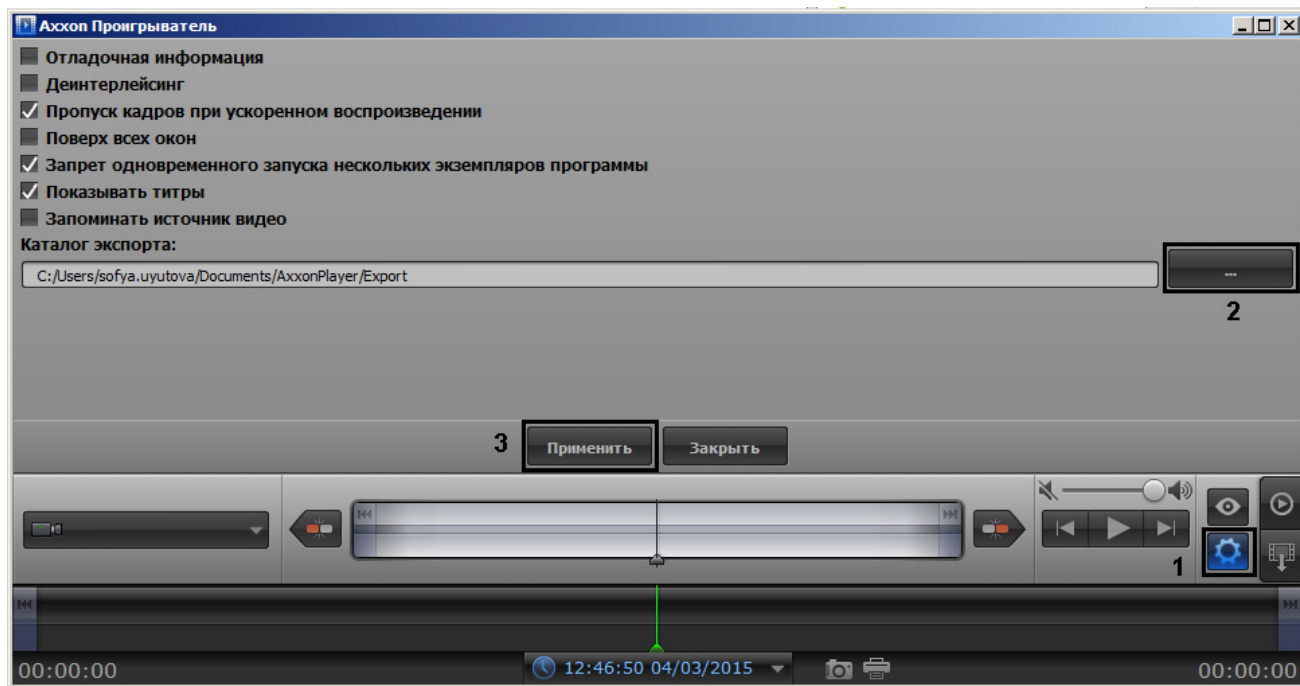 Axxon Проигрыватель
Отладочная информация
Деинтерлейсинг
Пропуск кадров при ускоренном воспроизведении
Поверх всех окон
Запрет одновременного запуска нескольких экземпляров программы
Показывать титры
Запоминать источник видео
Каталог экспорта:
C:/Users/sofya.uyutova/Documents/AxxonPlayer/Export
...
2
3
Применить
Закрыть
1
00:00:00
12:46:50 04/03/2015
00:00:00